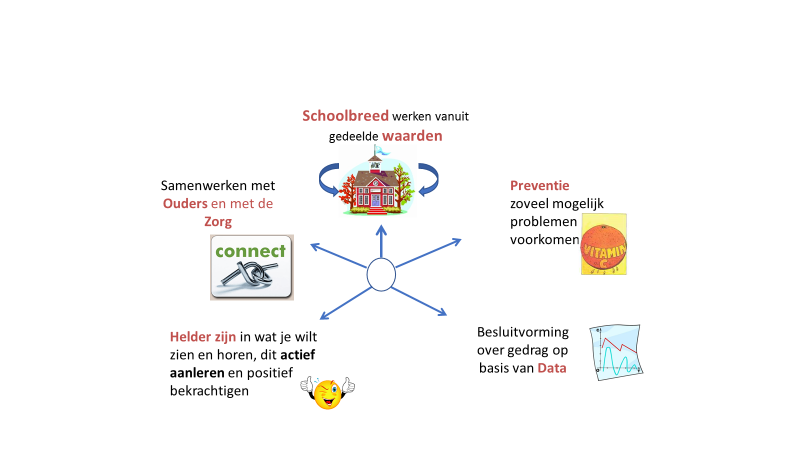 Schoolbreed werken vanuit
gedeelde waarden
Samenwerken met
Ouders en met de
Zorg
connect
Preventie
zoveel mogelijk
problemen
voorkomen
VITAMIN
C
Helder zijn in wat je wilt
zien en horen, dit actief
aanleren en positief
bekrachtigen
Besluitvorming
over gedrag op
basis van Data